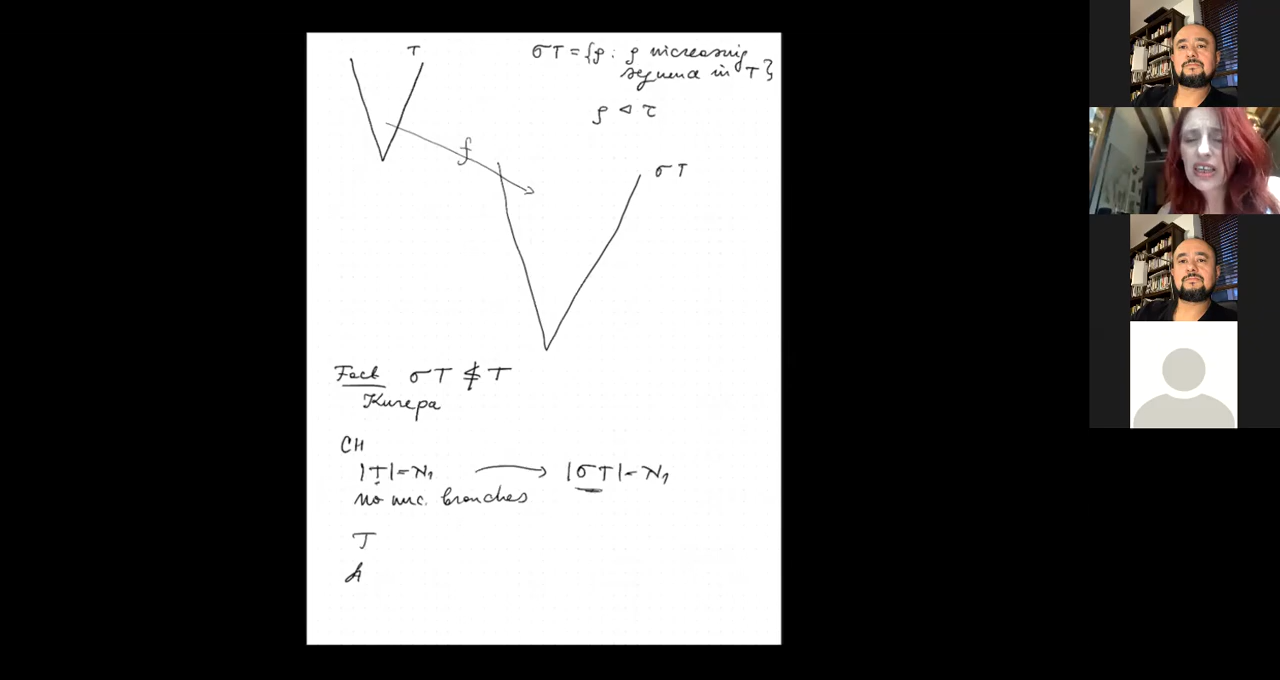 T
σT = {ρ : ρ increasing
sequence in T}
ρ ◁ τ
f
σT
Fact σT ≰ T
Kurepa
CH
|T| = ℵ₁ → |σT| = ℵ₁
no unc. branches
T